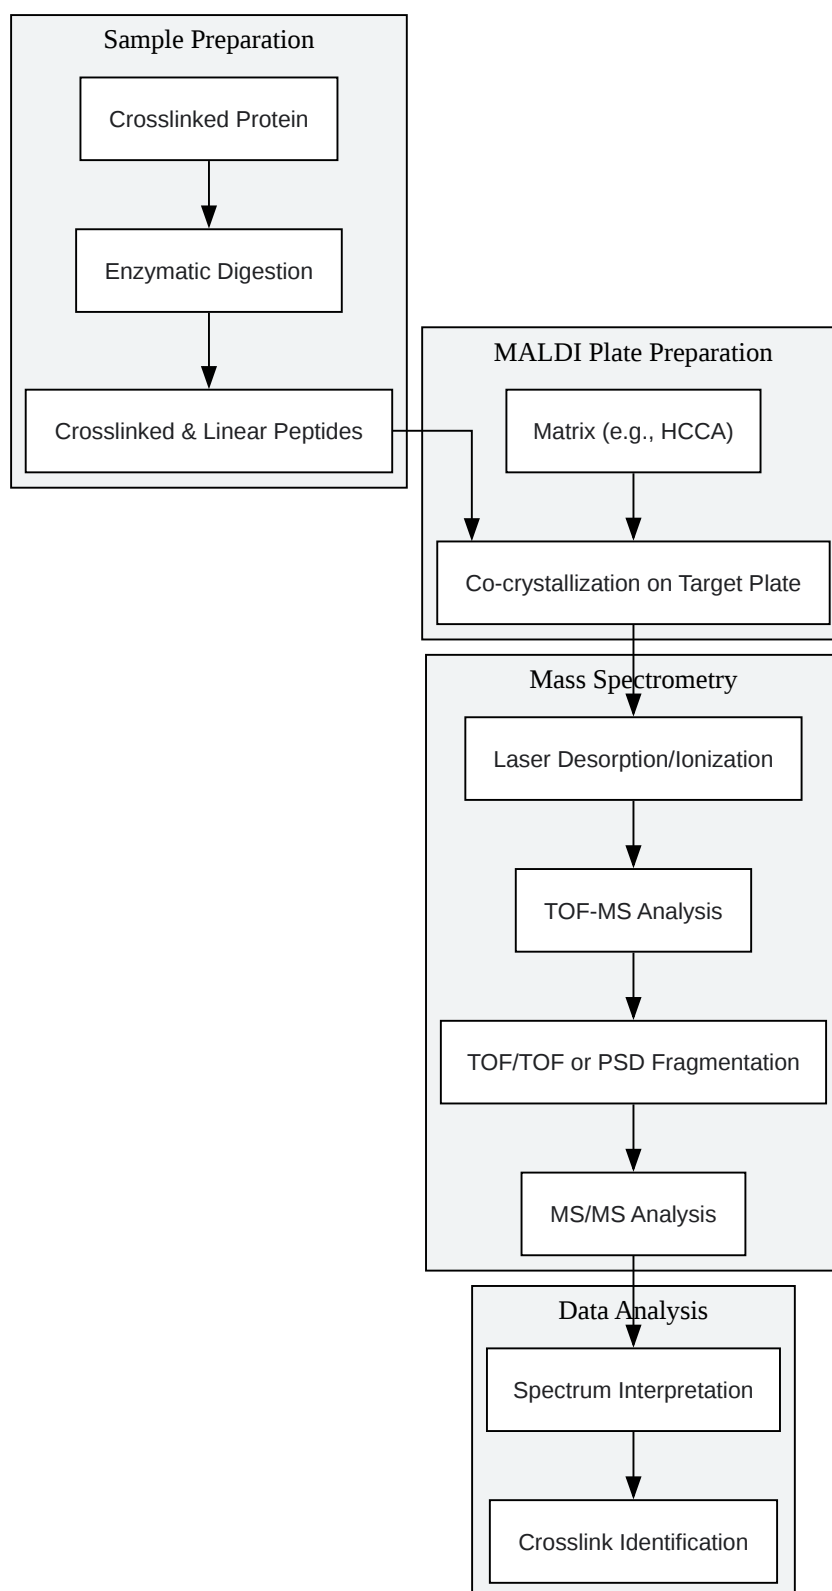 Sample Preparation
Crosslinked Protein
Enzymatic Digestion
Crosslinked & Linear Peptides
MALDI Plate Preparation
Matrix (e.g., HCCA)
Co-crystallization on Target Plate
Mass Spectrometry
Laser Desorption/Ionization
TOF-MS Analysis
TOF/TOF or PSD Fragmentation
MS/MS Analysis
Data Analysis
Spectrum Interpretation
Crosslink Identification